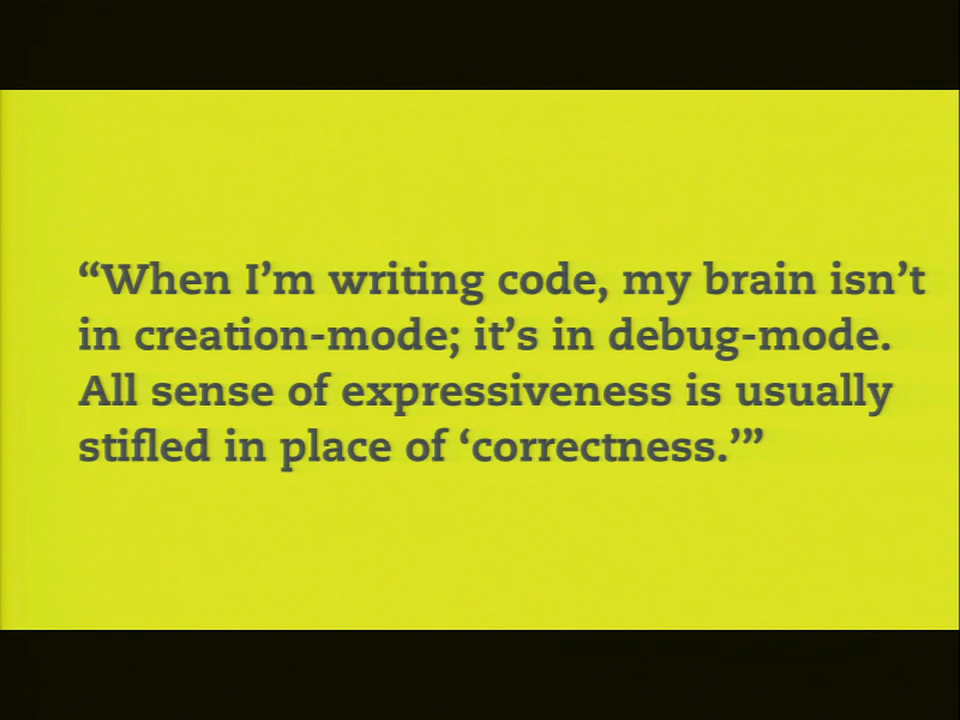 “When I’m writing code, my brain isn’t
in creation-mode; it’s in debug-mode.
All sense of expressiveness is usually
stifled in place of ‘correctness.’”